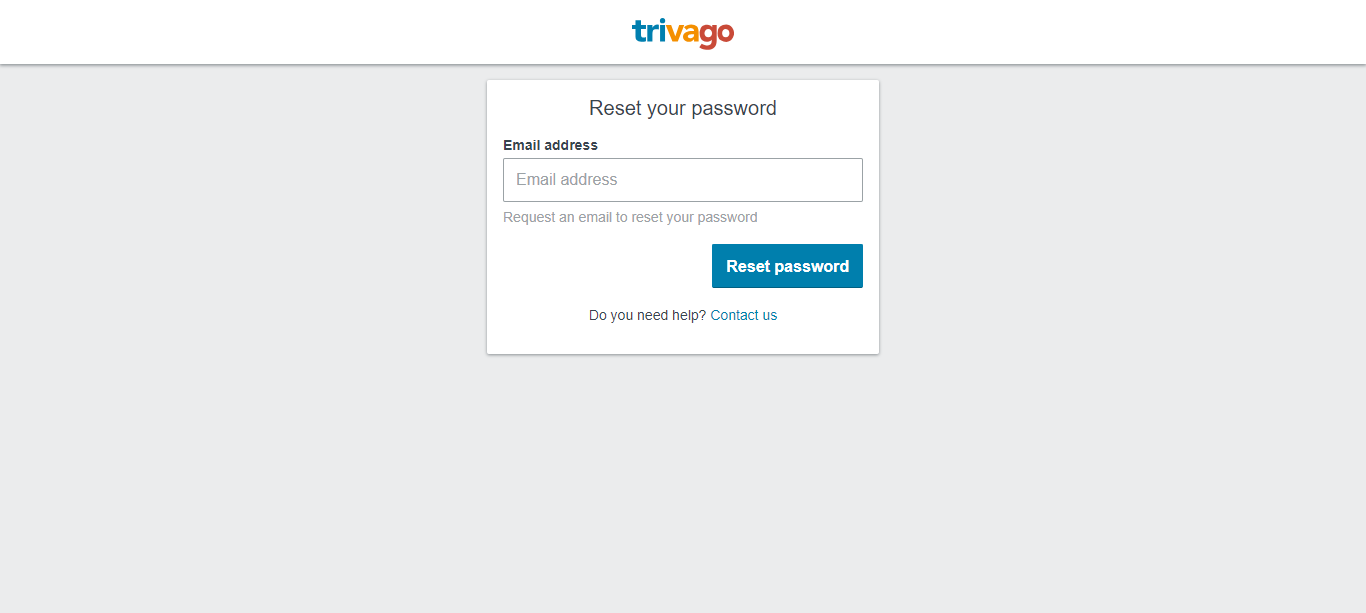 trivago
Reset your password
Email address
Email address
Request an email to reset your password
Reset password
Do you need help? Contact us